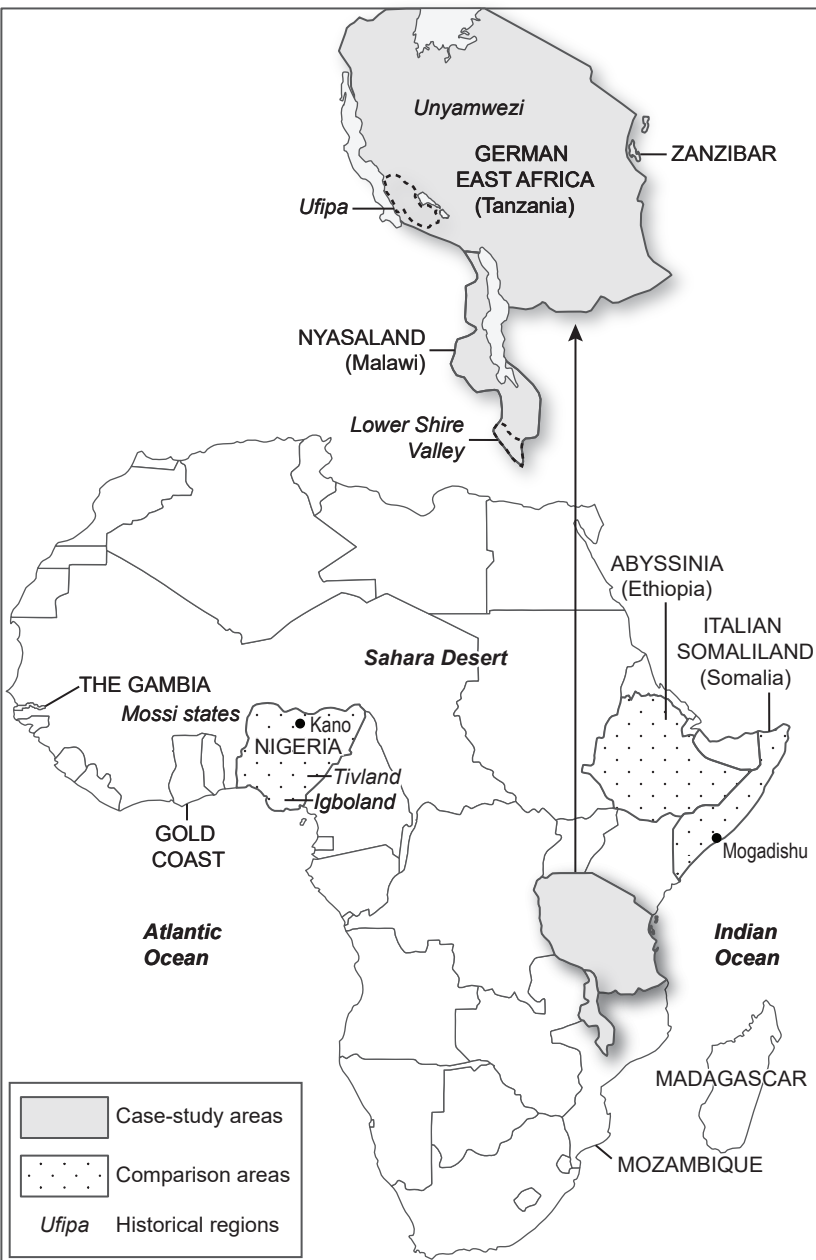 Unyamwezi
GERMAN
EAST AFRICA
(Tanzania)
ZANZIBAR
Ufipa
NYASALAND
(Malawi)
Lower Shire
Valley
ABYSSINIA
(Ethiopia)
ITALIAN
SOMALILAND
(Somalia)
Sahara Desert
THE GAMBIA
Mossi states
Kano
NIGERIA
Tivland
Igboland
GOLD
COAST
Mogadishu
Atlantic
Ocean
Indian
Ocean
MADAGASCAR
MOZAMBIQUE
Case-study areas
Comparison areas
Ufipa Historical regions